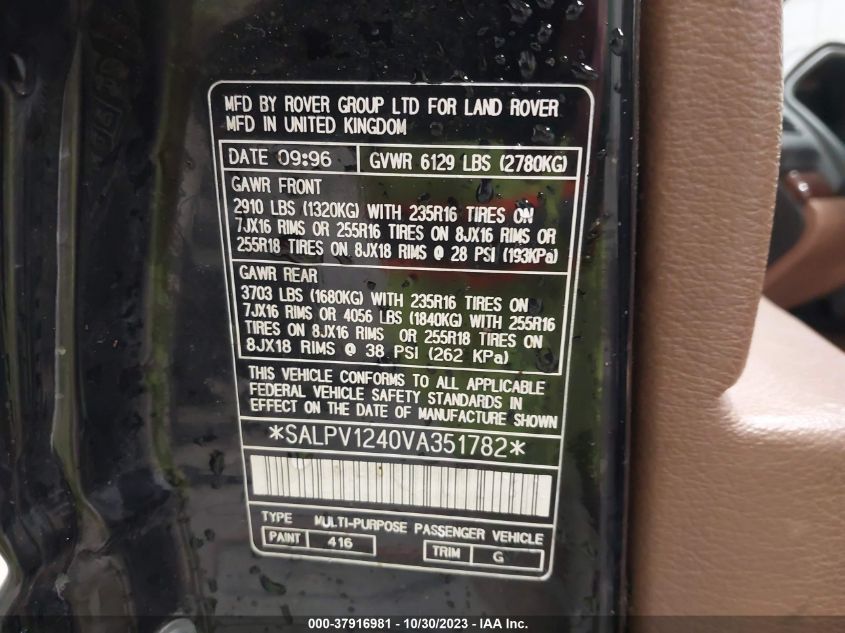 MFD BY ROVER GROUP LTD FOR LAND ROVER
MFD IN UNITED KINGDOM
DATE 09:96 GVWR 6129 LBS (2780KG)
GAWR FRONT
2910 LBS (1320KG) WITH 235R16 TIRES ON
7JX16 RIMS OR 255R16 TIRES ON 8JX16 RIMS OR
255R18 TIRES ON 8JX18 RIMS @ 28 PSI (193KPa)
GAWR REAR
3703 LBS (1680KG) WITH 235R16 TIRES ON
7JX16 RIMS OR 4056 LBS (1840KG) WITH 255R16
TIRES ON 8JX16 RIMS OR 255R18 TIRES ON
8JX18 RIMS @ 38 PSI (262 KPa)
THIS VEHICLE CONFORMS TO ALL APPLICABLE
FEDERAL VEHICLE SAFETY STANDARDS IN
EFFECT ON THE DATE OF MANUFACTURE SHOWN
*SALPV1240VA351782*
TYPE MULTI-PURPOSE PASSENGER VEHICLE
PAINT 416 TRIM G
000-37916981 - 10/30/2023 - IAA Inc.